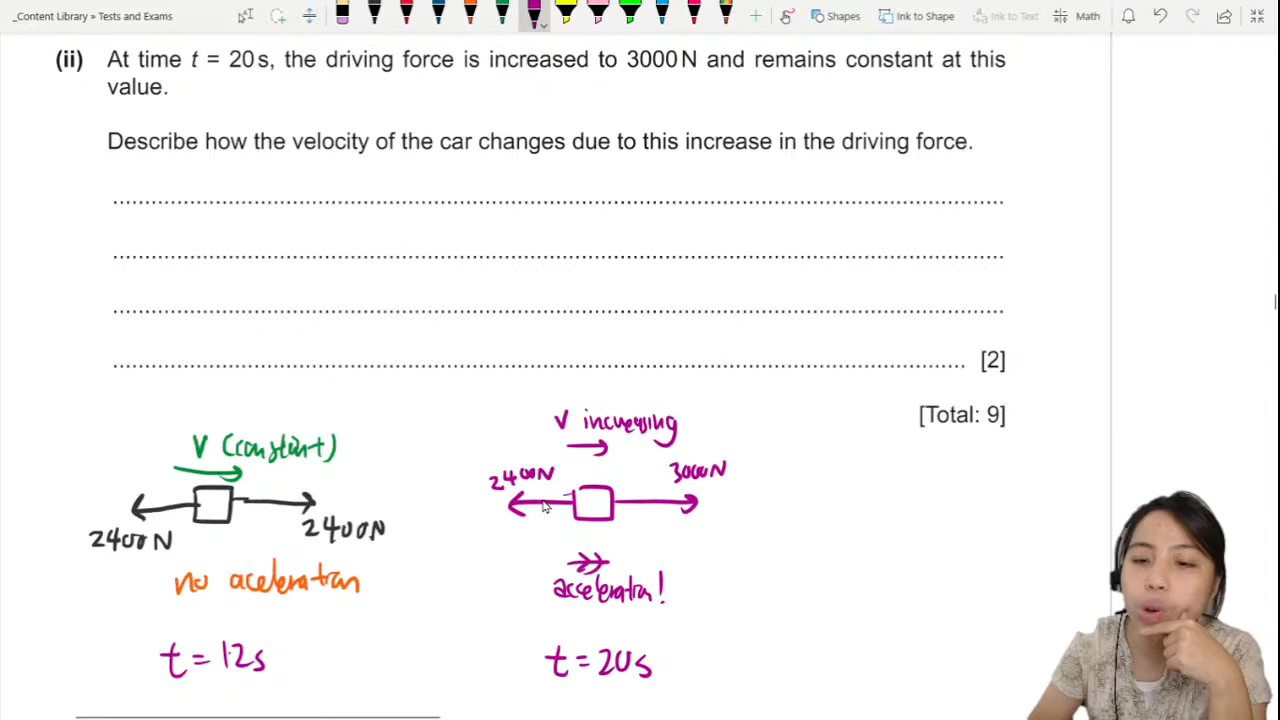 _Content Library » Tests and Exams
Shapes
Ink to Shape
Ink to Text
Math
(ii) At time t = 20 s, the driving force is increased to 3000 N and remains constant at this
value.
Describe how the velocity of the car changes due to this increase in the driving force.
[2]
[Total: 9]
v (constant)
2400N
2400N
no aceleration
t = 12s
v increasing
2400N
3000N
acceleration!
t = 20s